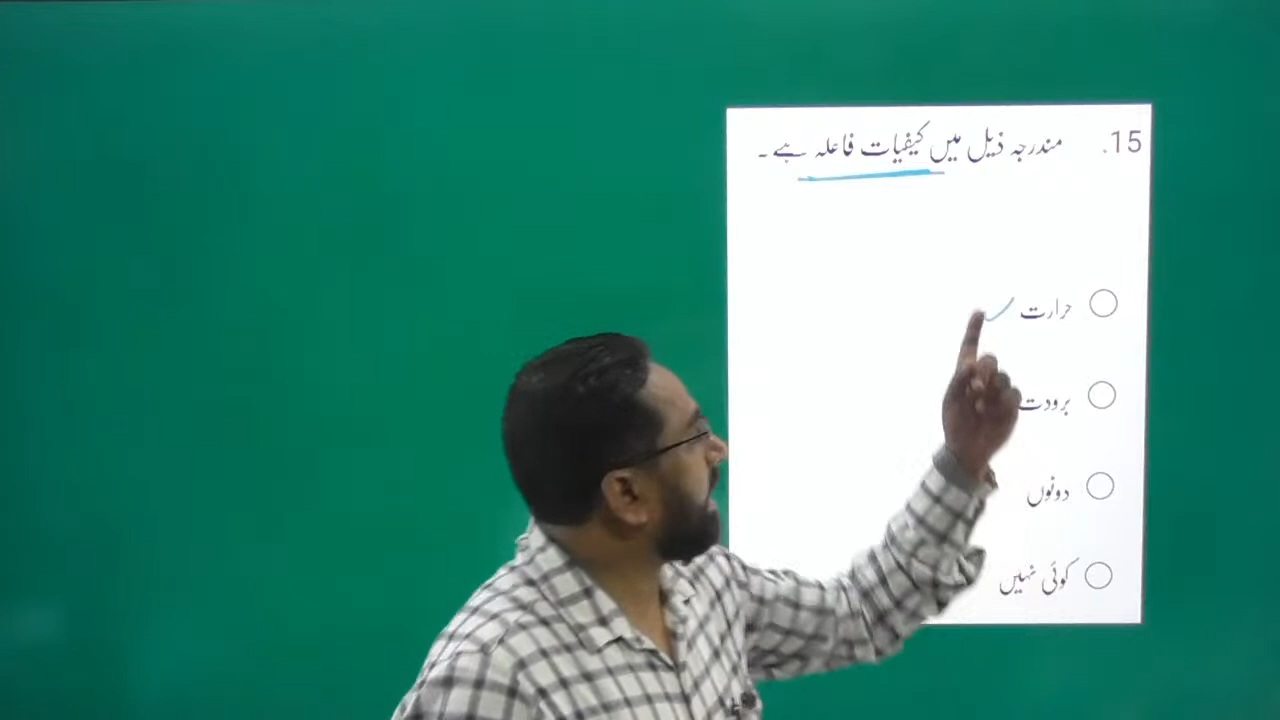 15. مندرجہ ذیل میں کیفیات فاعلہ ہے۔
حرارت
برودت
دونوں
کوئی نہیں